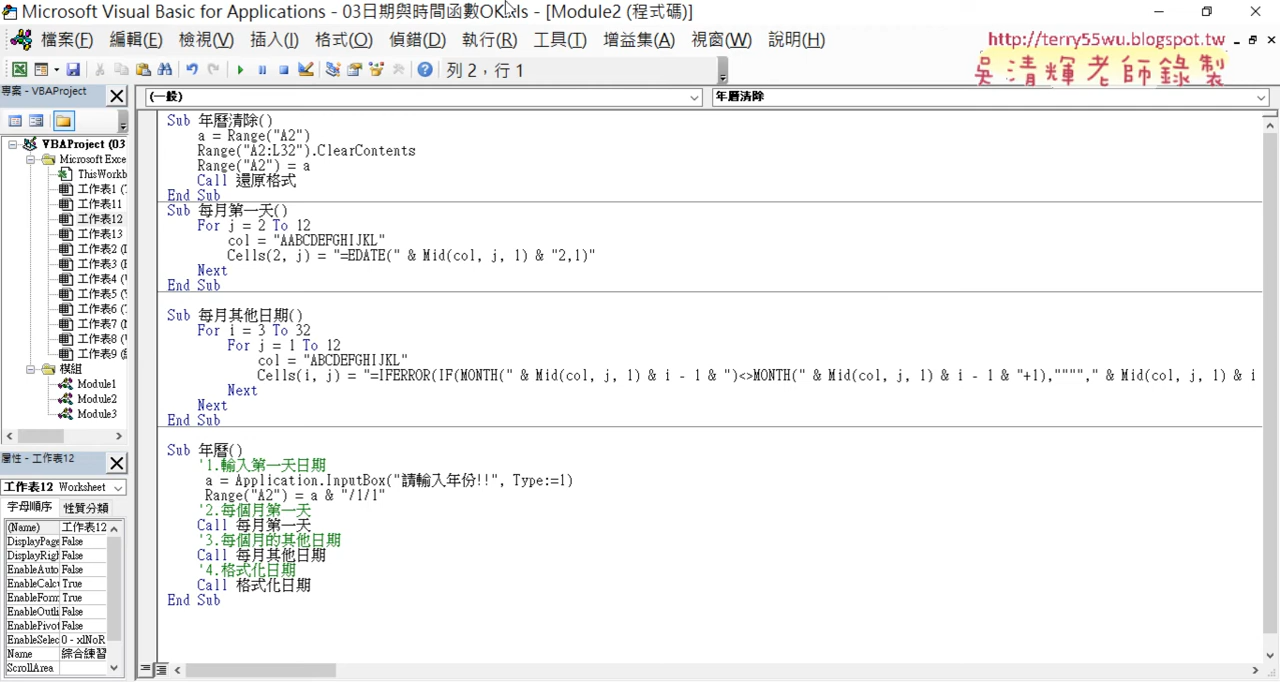 Microsoft Visual Basic for Applications - 03日期與時間函數OK.xls - [Module2 (程式碼)]
檔案(F) 編輯(E) 檢視(V) 插入(I) 格式(O) 偵錯(D) 執行(R) 工具(T) 增益集(A) 視窗(W) 說明(H)
http://terry55wu.blogspot.tw
吳清輝老師錄製
列 2，行 1
專案 - VBAProject
(一般) 年曆清除
VBAProject (03
Microsoft Exce
ThisWorkb
工作表1 (
工作表11
工作表12
工作表13
工作表2 (
工作表3 (
工作表4 (
工作表5 (
工作表6 (
工作表7 (
工作表8 (
工作表9 (
模組
Module1
Module2
Module3
屬性 - 工作表12
工作表12 Worksheet
字母順序 性質分類
(Name) 工作表12
DisplayPage False
DisplayRigh False
EnableAuto False
EnableCalcu True
EnableForm True
EnableOutli False
EnablePivot False
EnableSelec 0 - xlNoR
Name 綜合練習
ScrollArea
Sub 年曆清除()
a = Range("A2")
Range("A2:L32").ClearContents
Range("A2") = a
Call 還原格式
End Sub
Sub 每月第一天()
For j = 2 To 12
col = "AABCDEFGHIJKL"
Cells(2, j) = "=EDATE(" & Mid(col, j, 1) & "2,1)"
Next
End Sub
Sub 每月其他日期()
For i = 3 To 32
For j = 1 To 12
col = "ABCDEFGHIJKL"
Cells(i, j) = "=IFERROR(IF(MONTH(" & Mid(col, j, 1) & i - 1 & ")<>MONTH(" & Mid(col, j, 1) & i - 1 & "+1),""""," & Mid(col, j, 1) & i
Next
Next
End Sub
Sub 年曆()
'1.輸入第一天日期
a = Application.InputBox("請輸入年份!!", Type:=1)
Range("A2") = a & "/1/1"
'2.每個月第一天
Call 每月第一天
'3.每個月的其他日期
Call 每月其他日期
'4.格式化日期
Call 格式化日期
End Sub